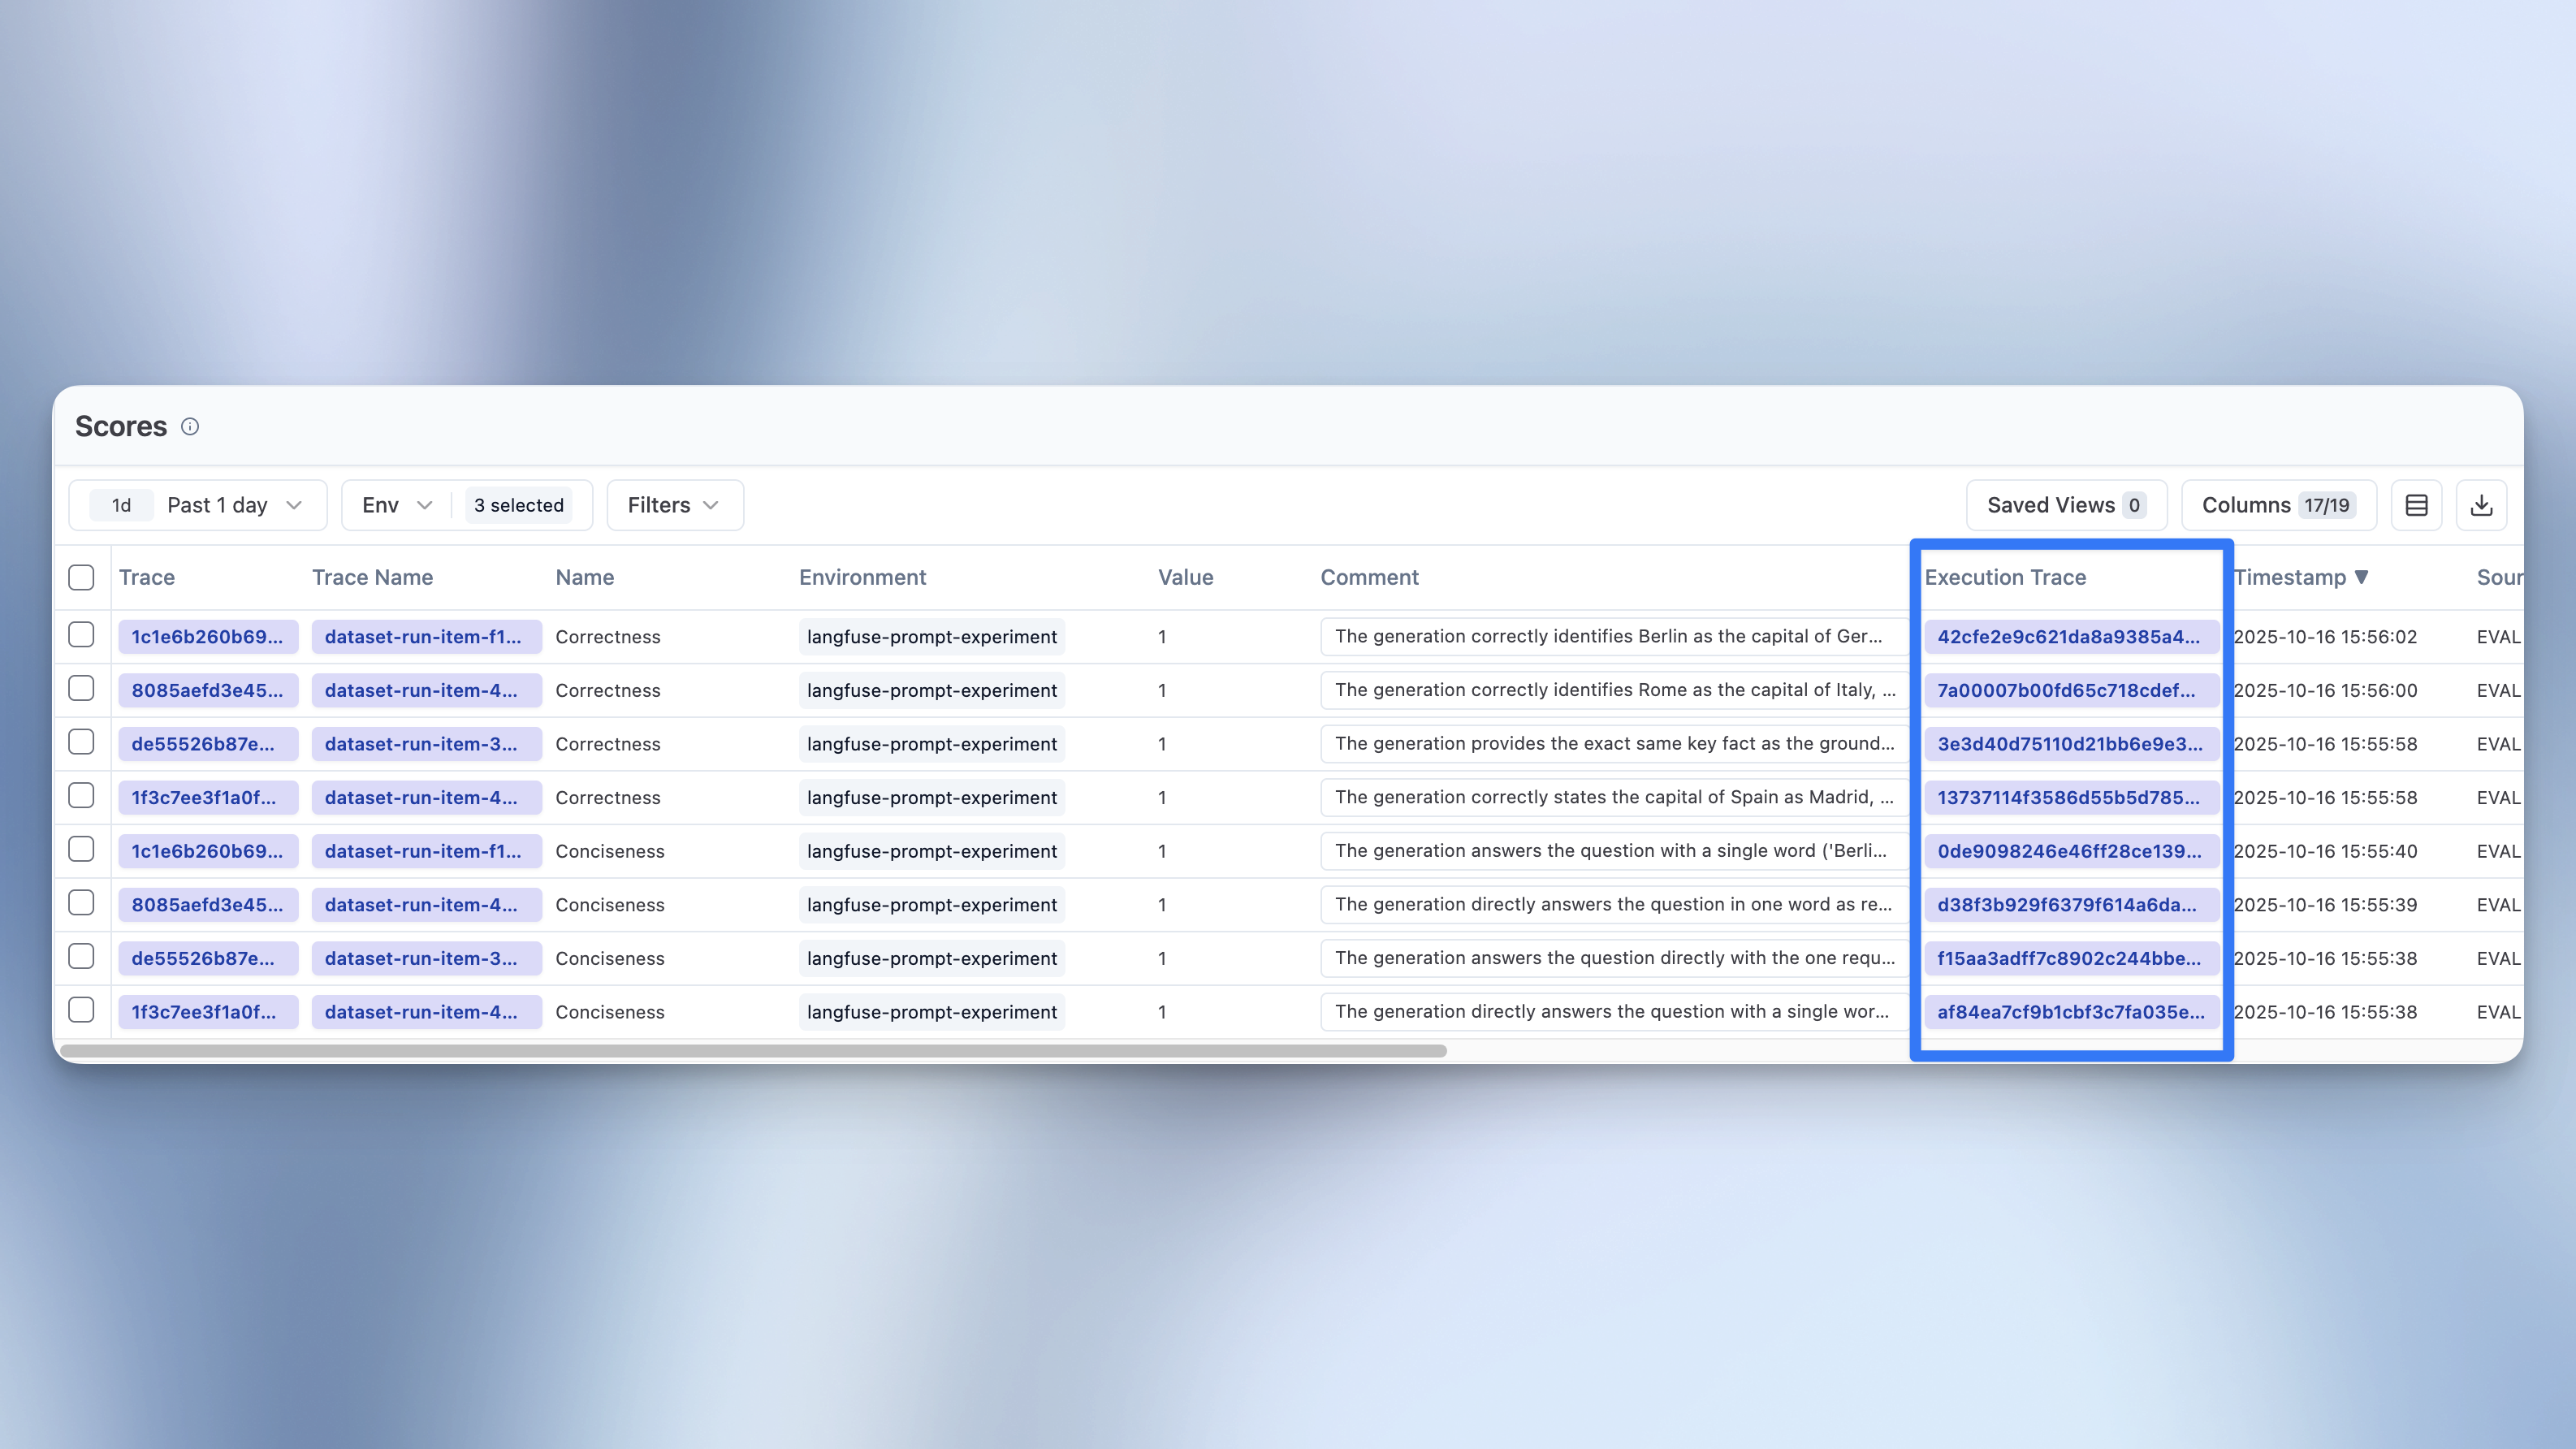 Scores
1d Past 1 day Env 3 selected Filters Saved Views 0 Columns 17/19
Trace Trace Name Name Environment Value Comment Execution Trace Timestamp ▼ Sour
1c1e6b260b69... dataset-run-item-f1... Correctness langfuse-prompt-experiment 1 The generation correctly identifies Berlin as the capital of Ger... 42cfe2e9c621da8a9385a4... 2025-10-16 15:56:02 EVAL
8085aefd3e45... dataset-run-item-4... Correctness langfuse-prompt-experiment 1 The generation correctly identifies Rome as the capital of Italy, ... 7a00007b00fd65c718cdef... 2025-10-16 15:56:00 EVAL
de55526b87e... dataset-run-item-3... Correctness langfuse-prompt-experiment 1 The generation provides the exact same key fact as the ground... 3e3d40d75110d21bb6e9e3... 2025-10-16 15:55:58 EVAL
1f3c7ee3f1a0f... dataset-run-item-4... Correctness langfuse-prompt-experiment 1 The generation correctly states the capital of Spain as Madrid, ... 13737114f3586d55b5d785... 2025-10-16 15:55:58 EVAL
1c1e6b260b69... dataset-run-item-f1... Conciseness langfuse-prompt-experiment 1 The generation answers the question with a single word ('Berli... 0de9098246e46ff28ce139... 2025-10-16 15:55:40 EVAL
8085aefd3e45... dataset-run-item-4... Conciseness langfuse-prompt-experiment 1 The generation directly answers the question in one word as re... d38f3b929f6379f614a6da... 2025-10-16 15:55:39 EVAL
de55526b87e... dataset-run-item-3... Conciseness langfuse-prompt-experiment 1 The generation answers the question directly with the one requ... f15aa3adff7c8902c244bbe... 2025-10-16 15:55:38 EVAL
1f3c7ee3f1a0f... dataset-run-item-4... Conciseness langfuse-prompt-experiment 1 The generation directly answers the question with a single wor... af84ea7cf9b1cbf3c7fa035e... 2025-10-16 15:55:38 EVAL